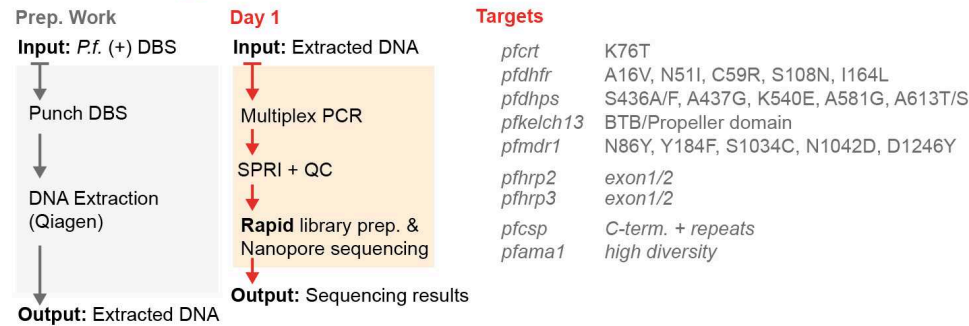 Prep. Work
Input: P.f. (+) DBS
Punch DBS
DNA Extraction
(Qiagen)
Output: Extracted DNA
Day 1
Input: Extracted DNA
Multiplex PCR
SPRI + QC
Rapid library prep. &
Nanopore sequencing
Output: Sequencing results
Targets
pfcrt K76T
pfdhfr A16V, N51I, C59R, S108N, I164L
pfdhps S436A/F, A437G, K540E, A581G, A613T/S
pfkelch13 BTB/Propeller domain
pfmdr1 N86Y, Y184F, S1034C, N1042D, D1246Y
pfhrp2 exon1/2
pfhrp3 exon1/2
pfcsp C-term. + repeats
pfama1 high diversity